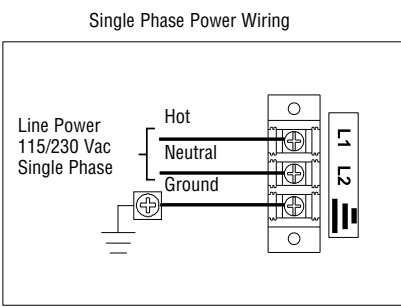 Single Phase Power Wiring
Line Power
115/230 Vac
Single Phase
Hot
Neutral
Ground
L1
L2